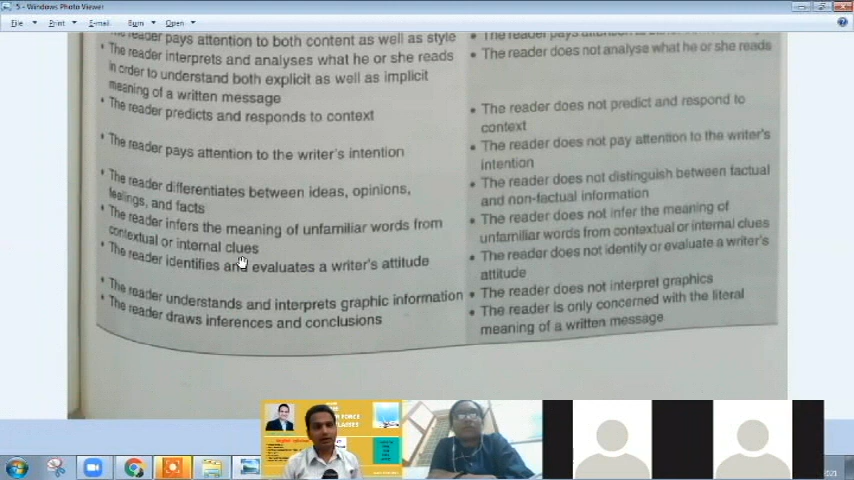 5 - Windows Photo Viewer
File Print E-mail Burn Open
The reader pays attention to both content as well as style
• The reader interprets and analyses what he or she reads
in order to understand both explicit as well as implicit
meaning of a written message
• The reader predicts and responds to context
• The reader pays attention to the writer's intention
• The reader differentiates between ideas, opinions,
feelings, and facts
• The reader infers the meaning of unfamiliar words from
contextual or internal clues
• The reader identifies and evaluates a writer's attitude
• The reader understands and interprets graphic information
• The reader draws inferences and conclusions
• The reader pays
• The reader does not analyse what he or she reads
• The reader does not predict and respond to
context
• The reader does not pay attention to the writer's
intention
• The reader does not distinguish between factual
and non-factual information
• The reader does not infer the meaning of
unfamiliar words from contextual or internal clues
• The reader does not identify or evaluate a writer's
attitude
• The reader does not interpret graphics
• The reader is only concerned with the literal
meaning of a written message
FORCE
2021